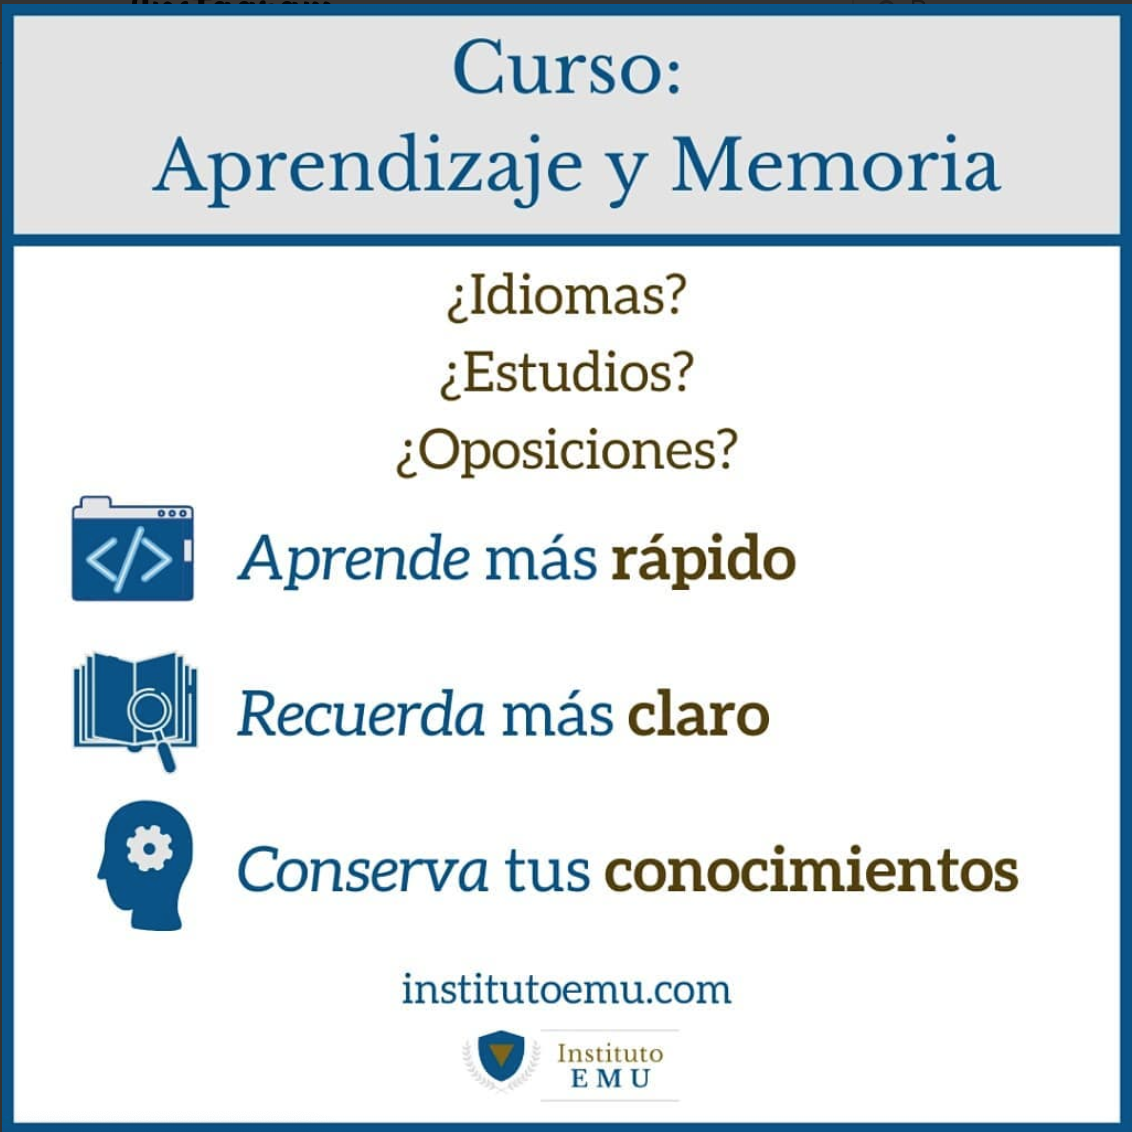 Curso:
Aprendizaje y Memoria
¿Idiomas?
¿Estudios?
¿Oposiciones?
</>
Aprende más rápido
Recuerda más claro
Conserva tus conocimientos
institutoemu.com
Instituto
EMU